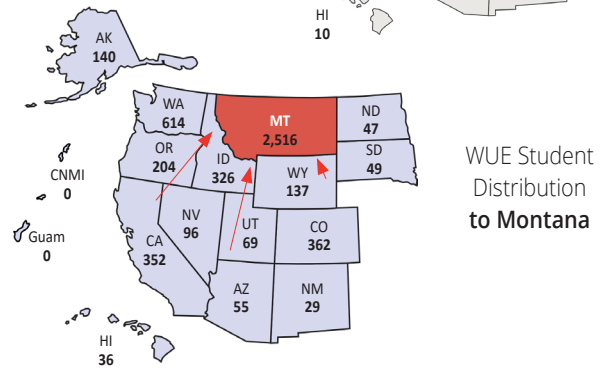 HI
10
AK
140
WA
614
MT
2,516
ND
47
OR
204
ID
326
SD
49
WY
137
CNMI
0
WUE Student
Distribution
to Montana
NV
96
UT
69
CO
362
Guam
0
CA
352
AZ
55
NM
29
HI
36